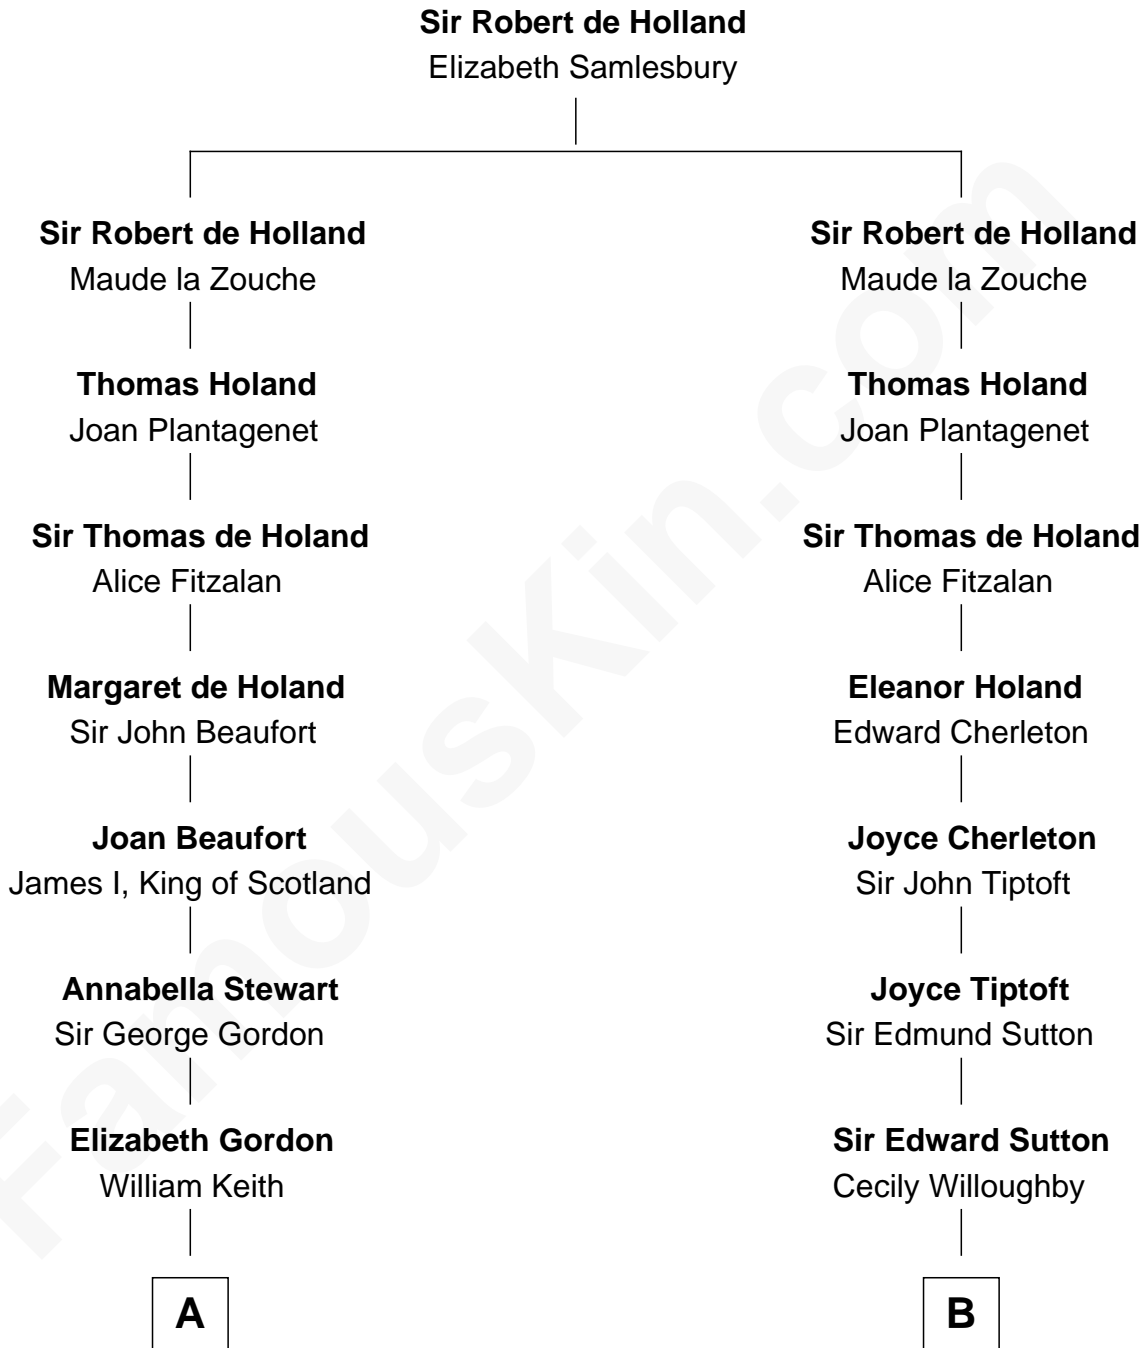 Sir Robert de Holland
Elizabeth Samlesbury
Sir Robert de Holland
Maude la Zouche
Thomas Holand
Joan Plantagenet
Sir Thomas de Holand
Alice Fitzalan
Margaret de Holand
Sir John Beaufort
Joan Beaufort
James I, King of Scotland
Annabella Stewart
Sir George Gordon
Elizabeth Gordon
William Keith
A
Sir Robert de Holland
Maude la Zouche
Thomas Holand
Joan Plantagenet
Sir Thomas de Holand
Alice Fitzalan
Eleanor Holand
Edward Cherleton
Joyce Cherleton
Sir John Tiptoft
Joyce Tiptoft
Sir Edmund Sutton
Sir Edward Sutton
Cecily Willoughby
B
FamousKin.com